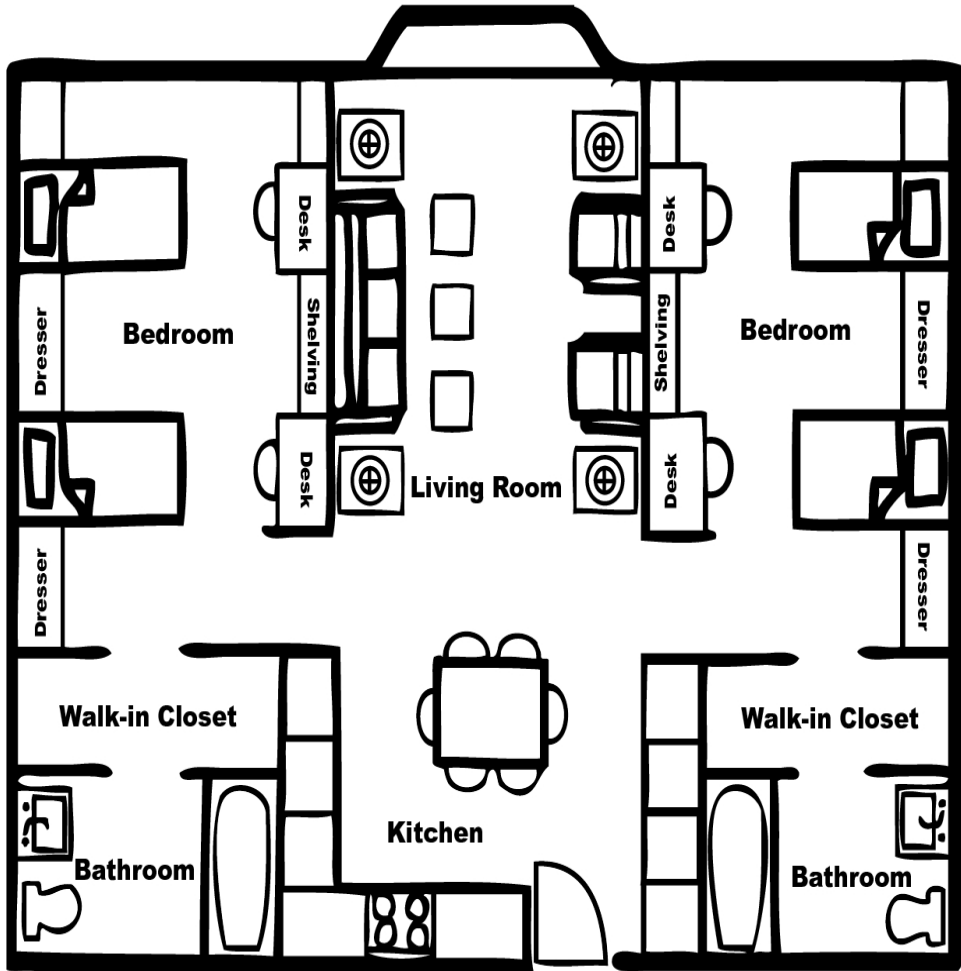 Desk
Desk
Dresser
Bedroom
Shelving
Shelving
Bedroom
Dresser
Desk
Living Room
Desk
Dresser
Dresser
Walk-in Closet
Walk-in Closet
Kitchen
Bathroom
Bathroom